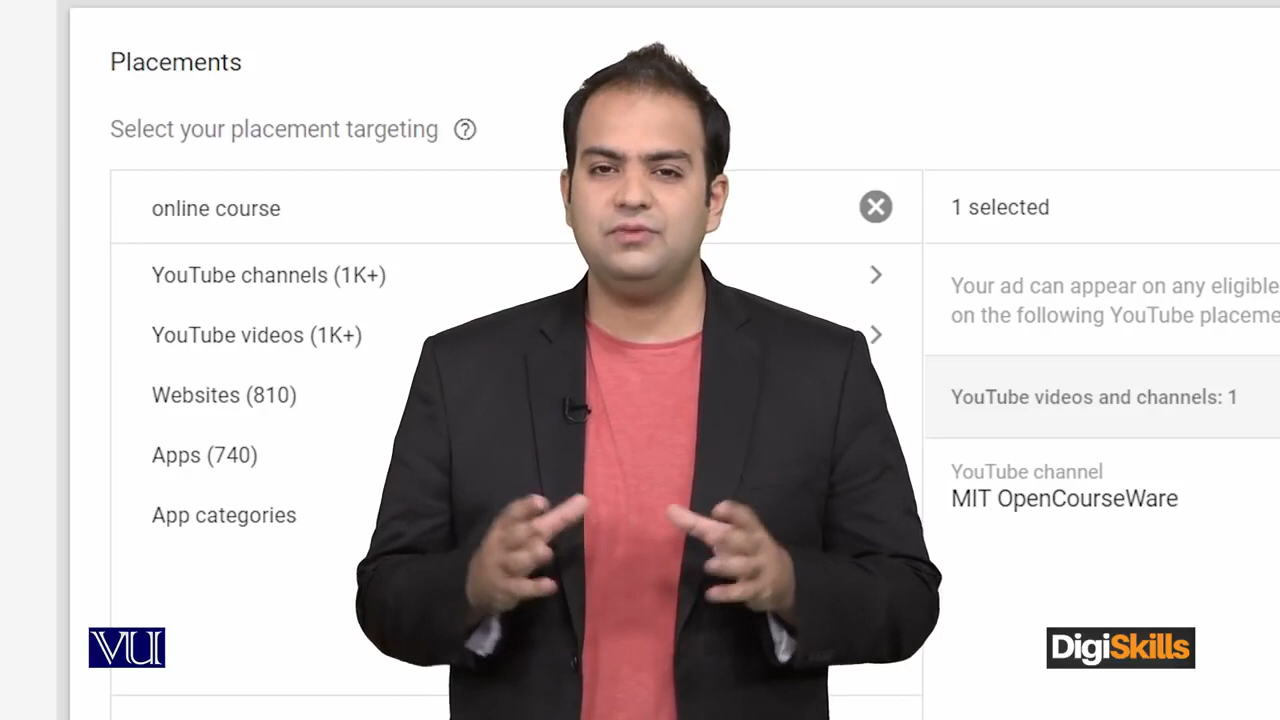 Placements
Select your placement targeting ?
online course
1 selected
YouTube channels (1K+)
Your ad can appear on any eligible
on the following YouTube placeme
YouTube videos (1K+)
Websites (810)
YouTube videos and channels: 1
Apps (740)
YouTube channel
MIT OpenCourseWare
App categories
VU
DigiSkills